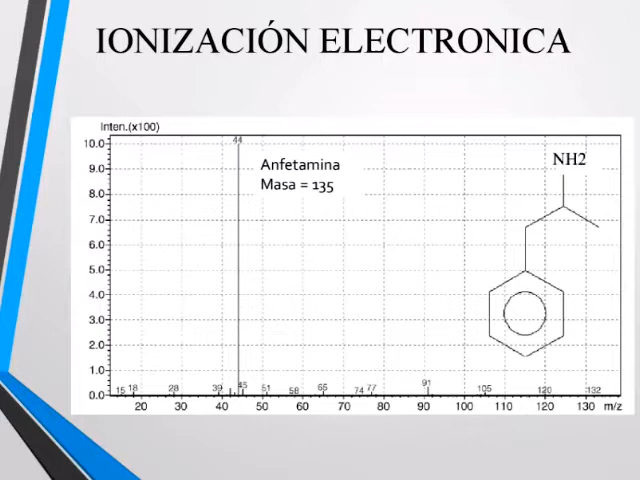 IONIZACIÓN ELECTRONICA
Inten.(x100)
10.0
9.0
8.0
7.0
6.0
5.0
4.0
3.0
2.0
1.0
0.0
44
Anfetamina
Masa = 135
NH2
15 18 28 39 45 51 58 65 74 77 91 105 120 132
20 30 40 50 60 70 80 90 100 110 120 130 m/z